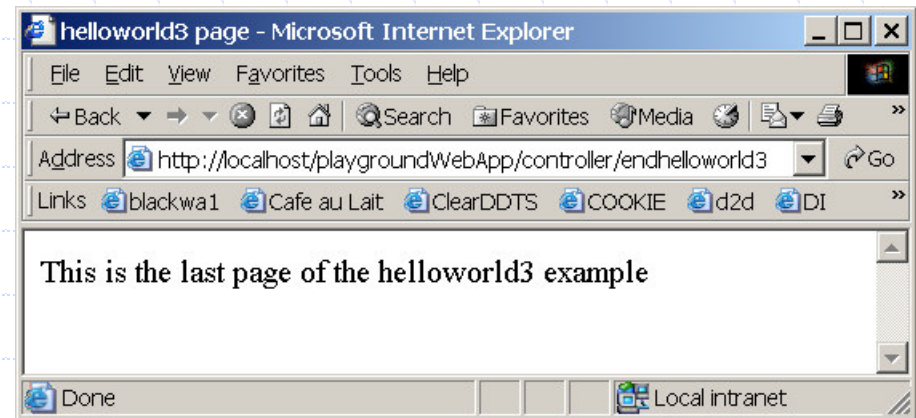 helloworld3 page - Microsoft Internet Explorer
File Edit View Favorites Tools Help
Back Search Favorites Media »
Address http://localhost/playgroundWebApp/controller/endhelloworld3 Go
Links blackwa1 Cafe au Lait ClearDDTS COOKIE d2d DI »
This is the last page of the helloworld3 example
Done Local intranet